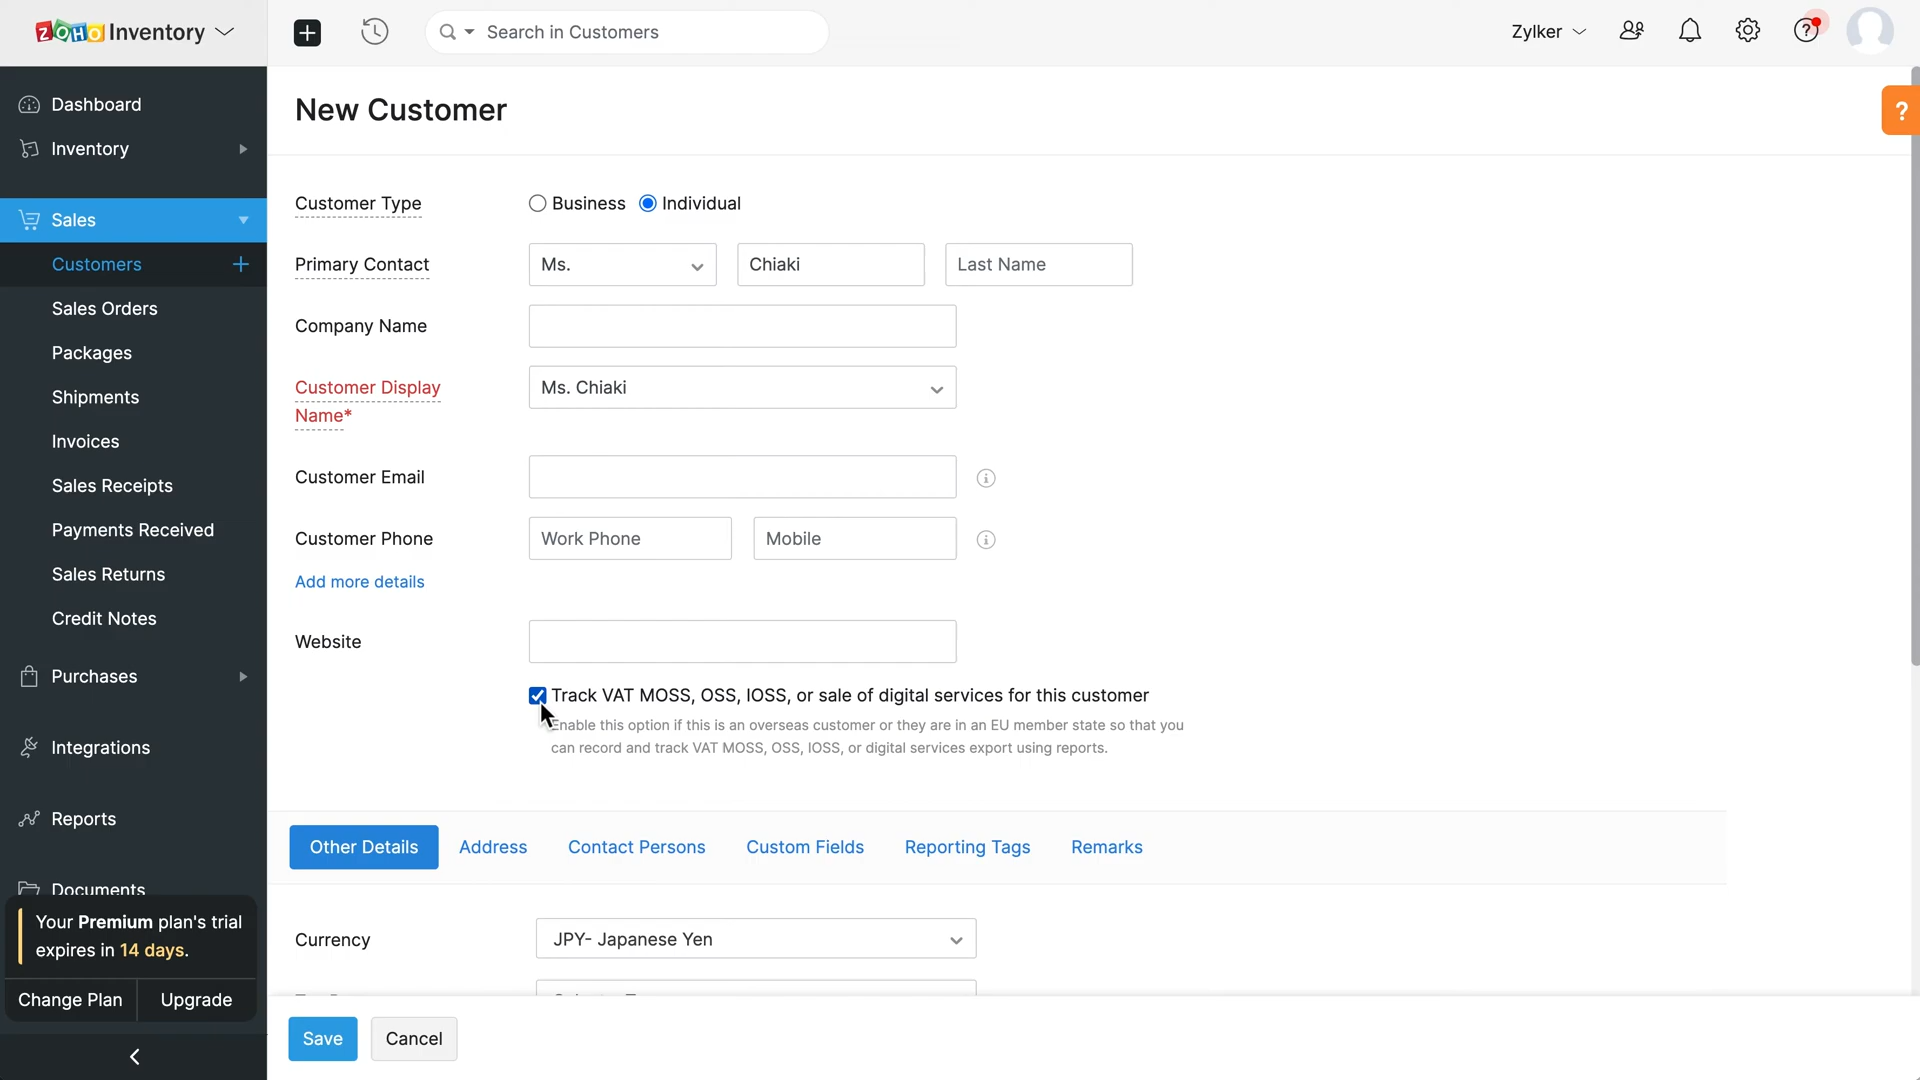 ZOHO Inventory
Search in Customers
Zylker
Dashboard
Inventory
Sales
Customers
Sales Orders
Packages
Shipments
Invoices
Sales Receipts
Payments Received
Sales Returns
Credit Notes
Purchases
Integrations
Reports
Documents
Your Premium plan's trial
expires in 14 days.
Change Plan
Upgrade
New Customer
?
Customer Type
Business
Individual
Primary Contact
Ms.
Chiaki
Last Name
Company Name
Customer Display
Name*
Ms. Chiaki
Customer Email
Customer Phone
Work Phone
Mobile
Add more details
Website
Track VAT MOSS, OSS, IOSS, or sale of digital services for this customer
Enable this option if this is an overseas customer or they are in an EU member state so that you
can record and track VAT MOSS, OSS, IOSS, or digital services export using reports.
Other Details
Address
Contact Persons
Custom Fields
Reporting Tags
Remarks
Currency
JPY- Japanese Yen
Save
Cancel